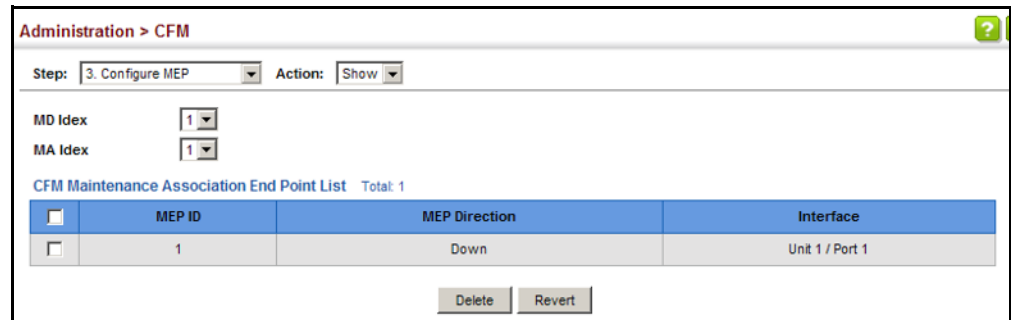 Administration > CFM
?
Step: 3. Configure MEP Action: Show
MD Idex 1
MA Idex 1
CFM Maintenance Association End Point List Total: 1
MEP ID MEP Direction Interface
1 Down Unit 1 / Port 1
Delete Revert